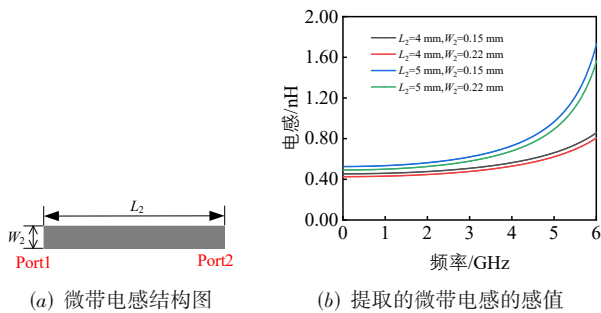 L₂
W₂
Port1
Port2
(a) 微带电感结构图
电感/nH
2.00
1.60
1.20
0.80
0.40
0.00
L₂=4 mm,W₂=0.15 mm
L₂=4 mm,W₂=0.22 mm
L₂=5 mm,W₂=0.15 mm
L₂=5 mm,W₂=0.22 mm
0 1 2 3 4 5 6
频率/GHz
(b) 提取的微带电感的感值